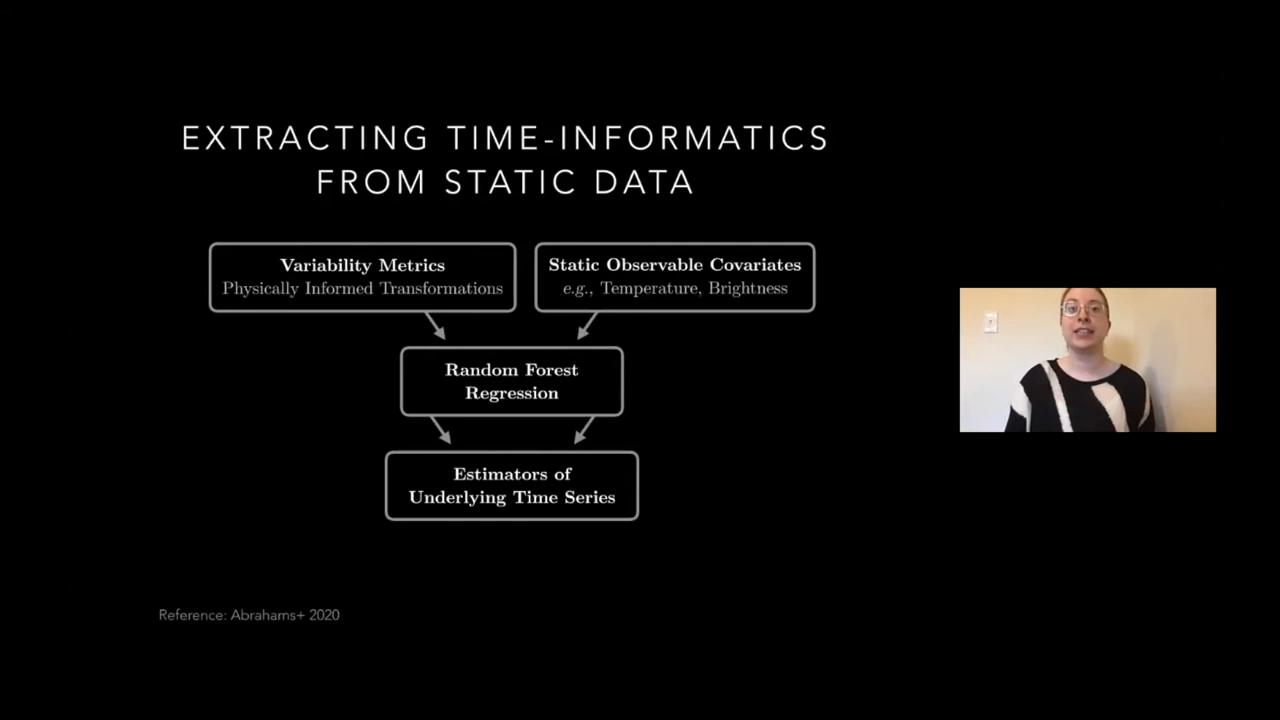 EXTRACTING TIME-INFORMATICS
FROM STATIC DATA
Variability Metrics
Physically Informed Transformations
Static Observable Covariates
e.g., Temperature, Brightness
Random Forest
Regression
Estimators of
Underlying Time Series
Reference: Abrahams+ 2020